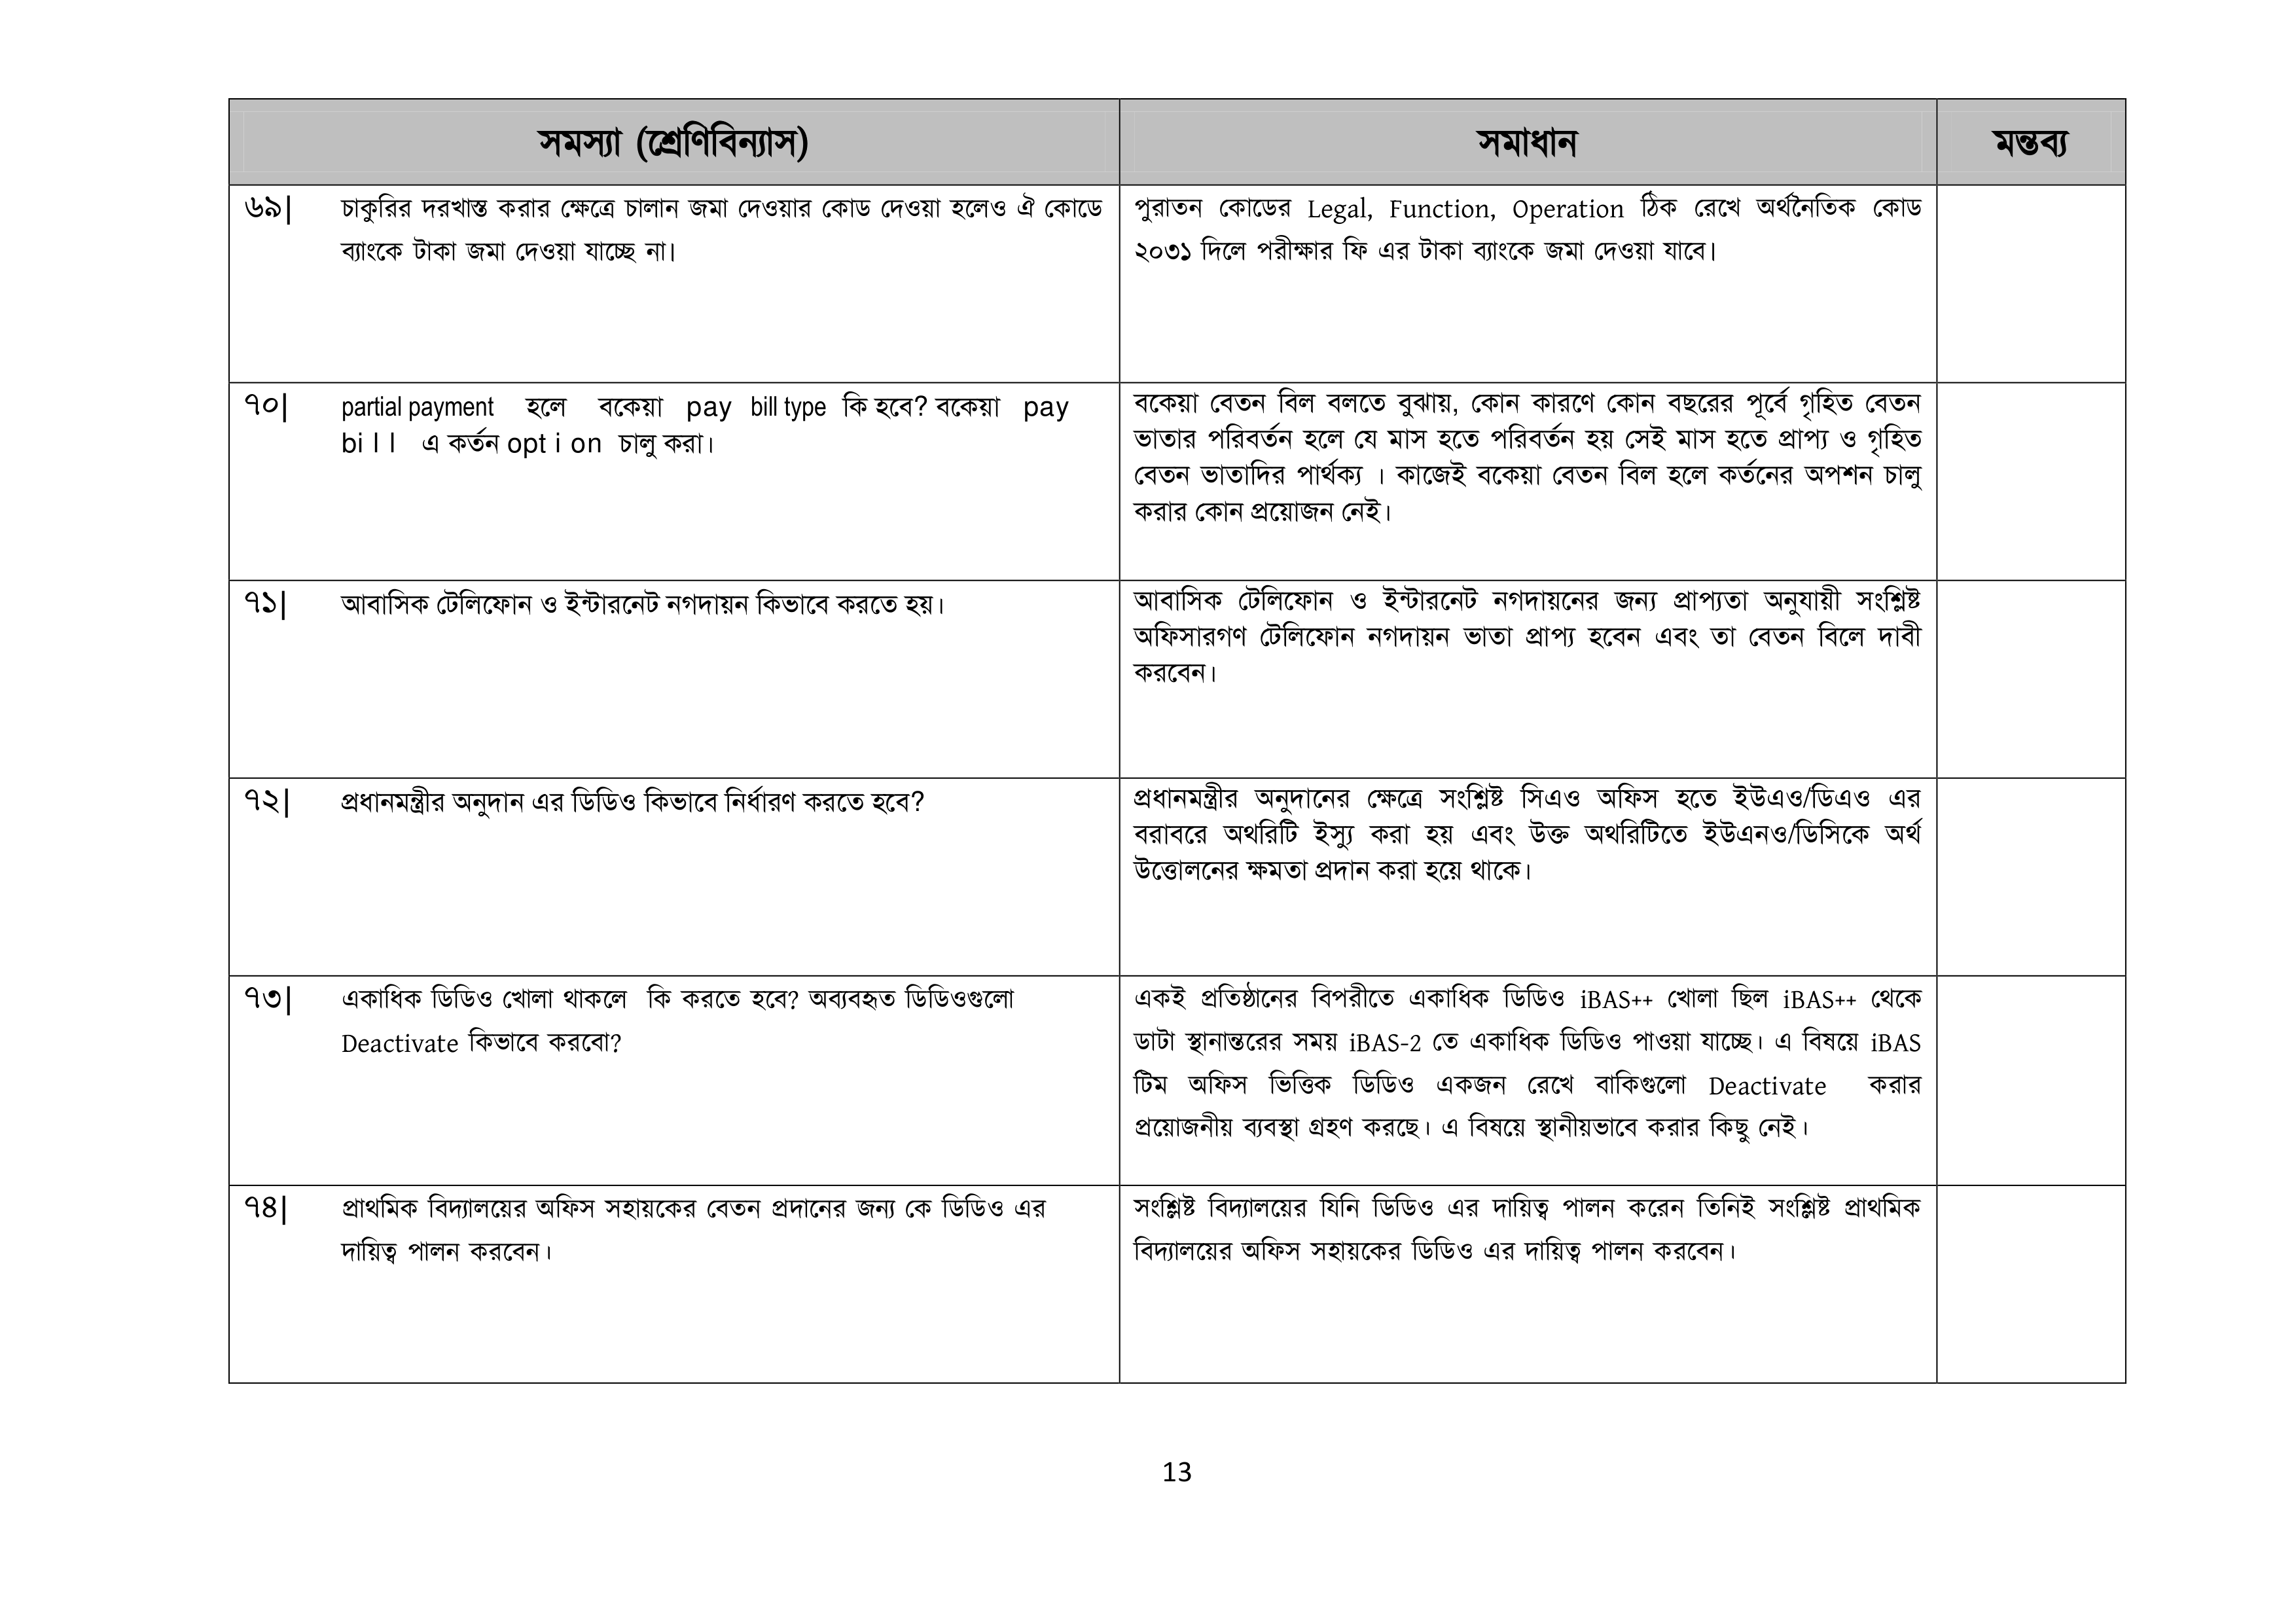 সমস্যা (শ্রেণিবিন্যাস) সমাধান মন্তব্য
৬৯| চাকুরির দরখাস্ত করার ক্ষেত্রে চালান জমা দেওয়ার কোড দেওয়া হলেও ঐ কোডে
ব্যাংকে টাকা জমা দেওয়া যাচ্ছে না।
পুরাতন কোডের Legal, Function, Operation ঠিক রেখে অর্থনৈতিক কোড
২০৩১ দিলে পরীক্ষার ফি এর টাকা ব্যাংকে জমা দেওয়া যাবে।
৭০| partial payment হলে বকেয়া pay bill type কি হবে? বকেয়া pay
bill এ কর্তন option চালু করা।
বকেয়া বেতন বিল বলতে বুঝায়, কোন কারণে কোন বছরের পূর্বে গৃহিত বেতন
ভাতার পরিবর্তন হলে যে মাস হতে পরিবর্তন হয় সেই মাস হতে প্রাপ্য ও গৃহিত
বেতন ভাতাদির পার্থক্য । কাজেই বকেয়া বেতন বিল হলে কর্তনের অপশন চালু
করার কোন প্রয়োজন নেই।
৭১| আবাসিক টেলিফোন ও ইন্টারনেট নগদায়ন কিভাবে করতে হয়।
আবাসিক টেলিফোন ও ইন্টারনেট নগদায়নের জন্য প্রাপ্যতা অনুযায়ী সংশ্লিষ্ট
অফিসারগণ টেলিফোন নগদায়ন ভাতা প্রাপ্য হবেন এবং তা বেতন বিলে দাবী
করবেন।
৭২| প্রধানমন্ত্রীর অনুদান এর ডিডিও কিভাবে নির্ধারণ করতে হবে?
প্রধানমন্ত্রীর অনুদানের ক্ষেত্রে সংশ্লিষ্ট সিএও অফিস হতে ইউএও/ডিএও এর
বরাবরে অথরিটি ইস্যু করা হয় এবং উক্ত অথরিটিতে ইউএনও/ডিসিকে অর্থ
উত্তোলনের ক্ষমতা প্রদান করা হয়ে থাকে।
৭৩| একাধিক ডিডিও খোলা থাকলে কি করতে হবে? অব্যবহৃত ডিডিওগুলো
Deactivate কিভাবে করবো?
একই প্রতিষ্ঠানের বিপরীতে একাধিক ডিডিও iBAS++ খোলা ছিল iBAS++ থেকে
ডাটা স্থানান্তরের সময় iBAS-2 তে একাধিক ডিডিও পাওয়া যাচ্ছে। এ বিষয়ে iBAS
টিম অফিস ভিত্তিক ডিডিও একজন রেখে বাকিগুলো Deactivate করার
প্রয়োজনীয় ব্যবস্থা গ্রহণ করছে। এ বিষয়ে স্থানীয়ভাবে করার কিছু নেই।
৭৪| প্রাথমিক বিদ্যালয়ের অফিস সহায়কের বেতন প্রদানের জন্য কে ডিডিও এর
দায়িত্ব পালন করবেন।
সংশ্লিষ্ট বিদ্যালয়ের যিনি ডিডিও এর দায়িত্ব পালন করেন তিনিই সংশ্লিষ্ট প্রাথমিক
বিদ্যালয়ের অফিস সহায়কের ডিডিও এর দায়িত্ব পালন করবেন।
13